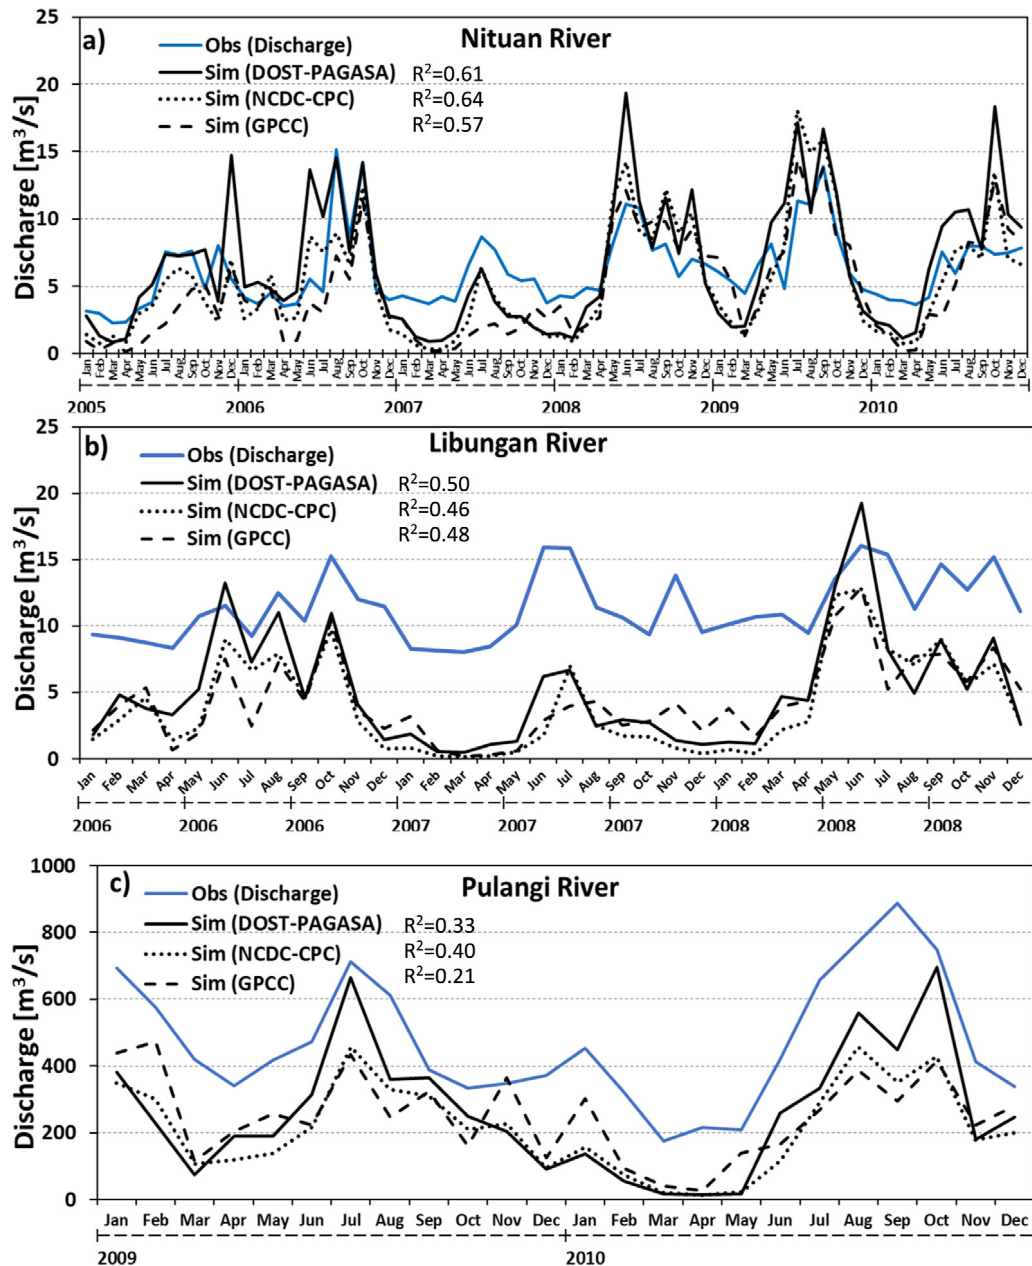 a)
Nituan River
Obs (Discharge)
Sim (DOST-PAGASA) R²=0.61
Sim (NCDC-CPC) R²=0.64
Sim (GPCC) R²=0.57
Discharge [m³/s]
25
20
15
10
5
0
Jan Feb Mar Apr May Jun Jul Aug Sep Oct Nov Dec Jan Feb Mar Apr May Jun Jul Aug Sep Oct Nov Dec Jan Feb Mar Apr May Jun Jul Aug Sep Oct Nov Dec Jan Feb Mar Apr May Jun Jul Aug Sep Oct Nov Dec Jan Feb Mar Apr May Jun Jul Aug Sep Oct Nov Dec Jan Feb Mar Apr May Jun Jul Aug Sep Oct Nov Dec
2005 2006 2007 2008 2009 2010
b)
Libungan River
Obs (Discharge)
Sim (DOST-PAGASA) R²=0.50
Sim (NCDC-CPC) R²=0.46
Sim (GPCC) R²=0.48
Discharge [m³/s]
25
20
15
10
5
0
Jan Feb Mar Apr May Jun Jul Aug Sep Oct Nov Dec Jan Feb Mar Apr May Jun Jul Aug Sep Oct Nov Dec Jan Feb Mar Apr May Jun Jul Aug Sep Oct Nov Dec
2006 2006 2006 2007 2007 2007 2008 2008 2008
c)
Pulangi River
Obs (Discharge)
Sim (DOST-PAGASA) R²=0.33
Sim (NCDC-CPC) R²=0.40
Sim (GPCC) R²=0.21
Discharge [m³/s]
1000
800
600
400
200
0
Jan Feb Mar Apr May Jun Jul Aug Sep Oct Nov Dec Jan Feb Mar Apr May Jun Jul Aug Sep Oct Nov Dec
2009 2010